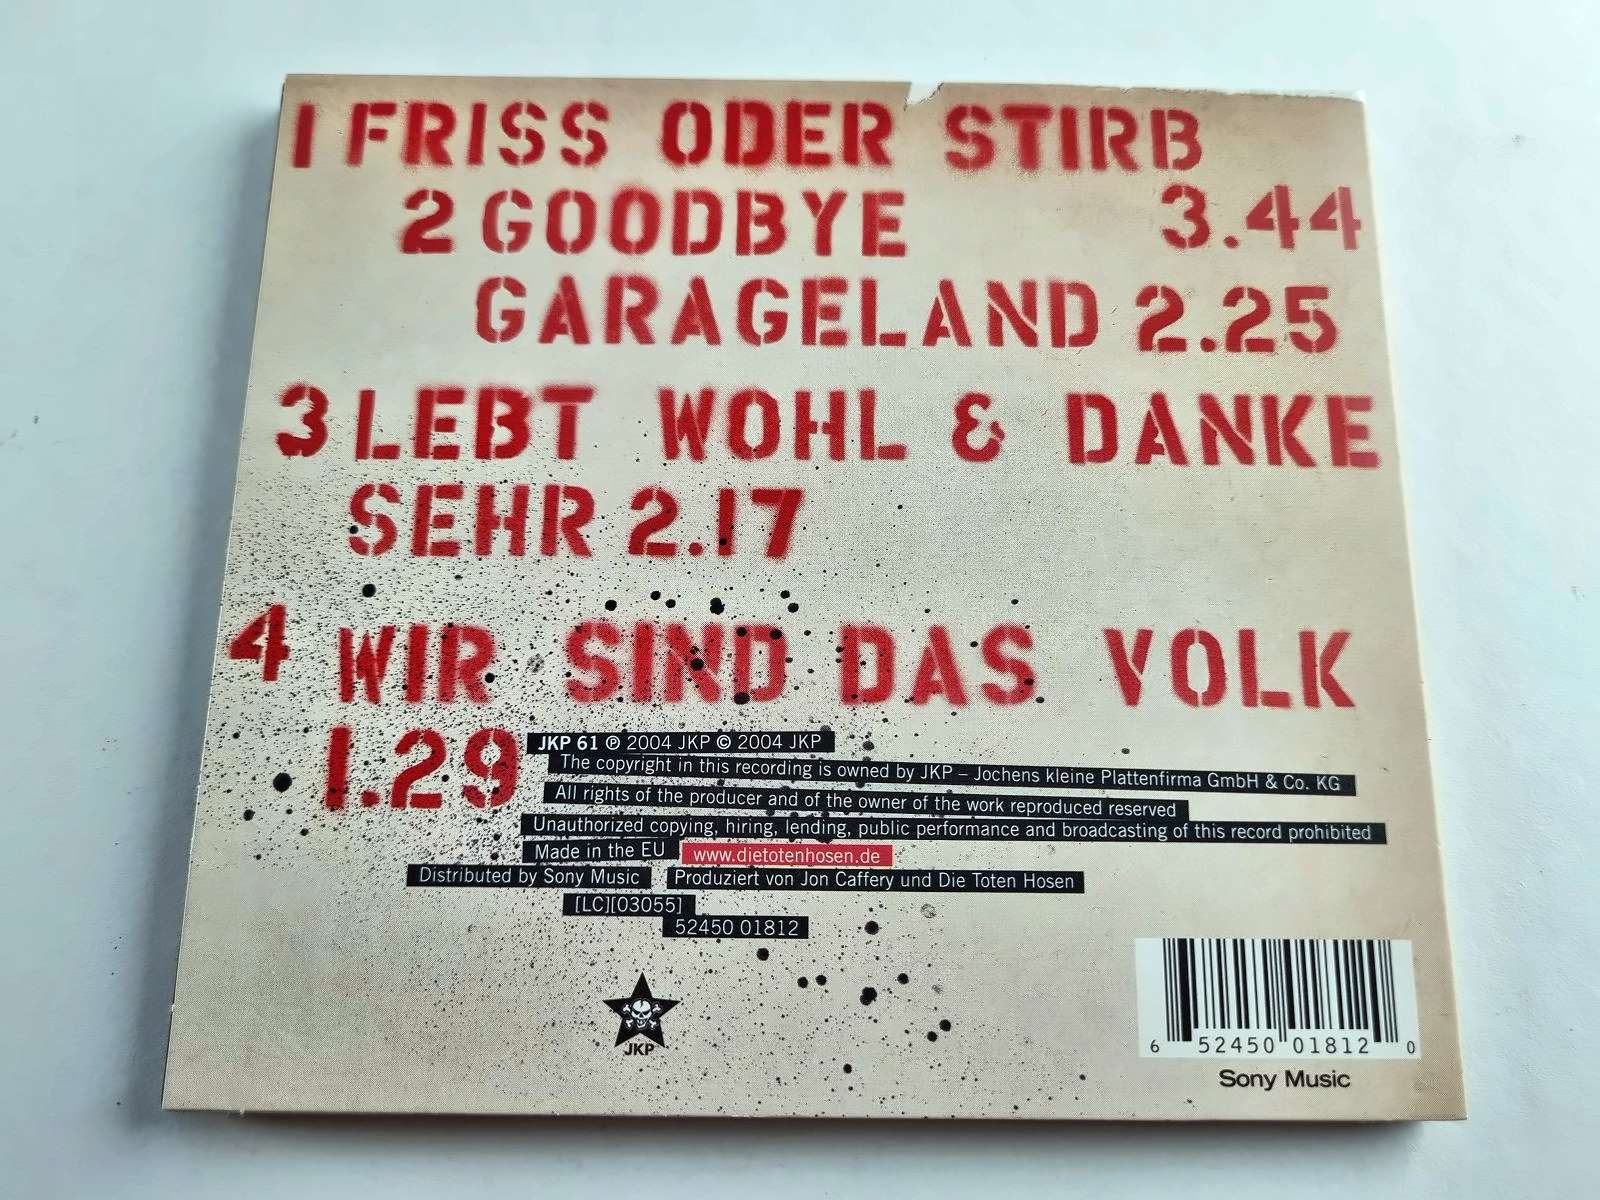 1 FRISS ODER STIRB
2 GOODBYE 3.44
GARAGELAND 2.25
3 LEBT WOHL & DANKE
SEHR 2.17
4 WIR SIND DAS VOLK
1.29
JKP 61 ℗ 2004 JKP © 2004 JKP
The copyright in this recording is owned by JKP – Jochens kleine Plattenfirma GmbH & Co. KG
All rights of the producer and of the owner of the work reproduced reserved
Unauthorized copying, hiring, lending, public performance and broadcasting of this record prohibited
Made in the EU www.dietotenhosen.de
Distributed by Sony Music Produziert von Jon Caffery und Die Toten Hosen
[LC][03055]
52450 01812
JKP
6 52450 01812 0
Sony Music